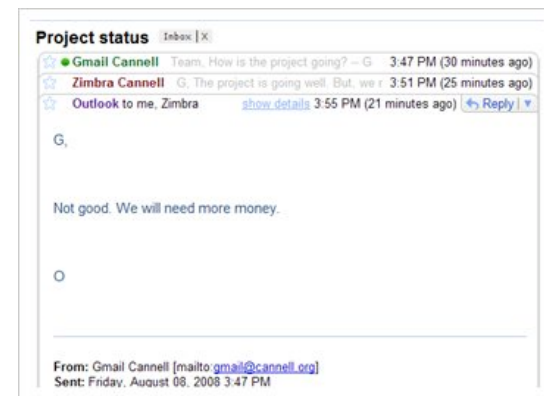 Project status Inbox | X
Gmail Cannell Team, How is the project going? – G 3:47 PM (30 minutes ago)
Zimbra Cannell G, The project is going well. But, we r 3:51 PM (25 minutes ago)
Outlook to me, Zimbra show details 3:55 PM (21 minutes ago) Reply
G,
Not good. We will need more money.
O
From: Gmail Cannell [mailto:gmail@cannell.org]
Sent: Friday, August 08, 2008 3:47 PM